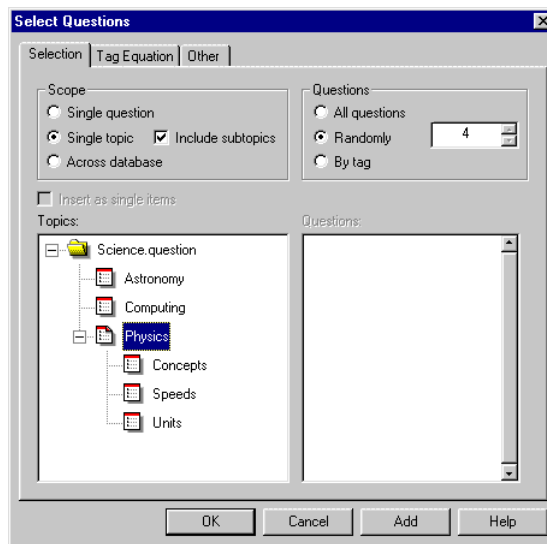 Select Questions
Selection Tag Equation Other
Scope
Single question
Single topic Include subtopics
Across database
Questions
All questions
Randomly 4
By tag
Insert as single items
Topics:
Science.question
Astronomy
Computing
Physics
Concepts
Speeds
Units
Questions:
OK Cancel Add Help